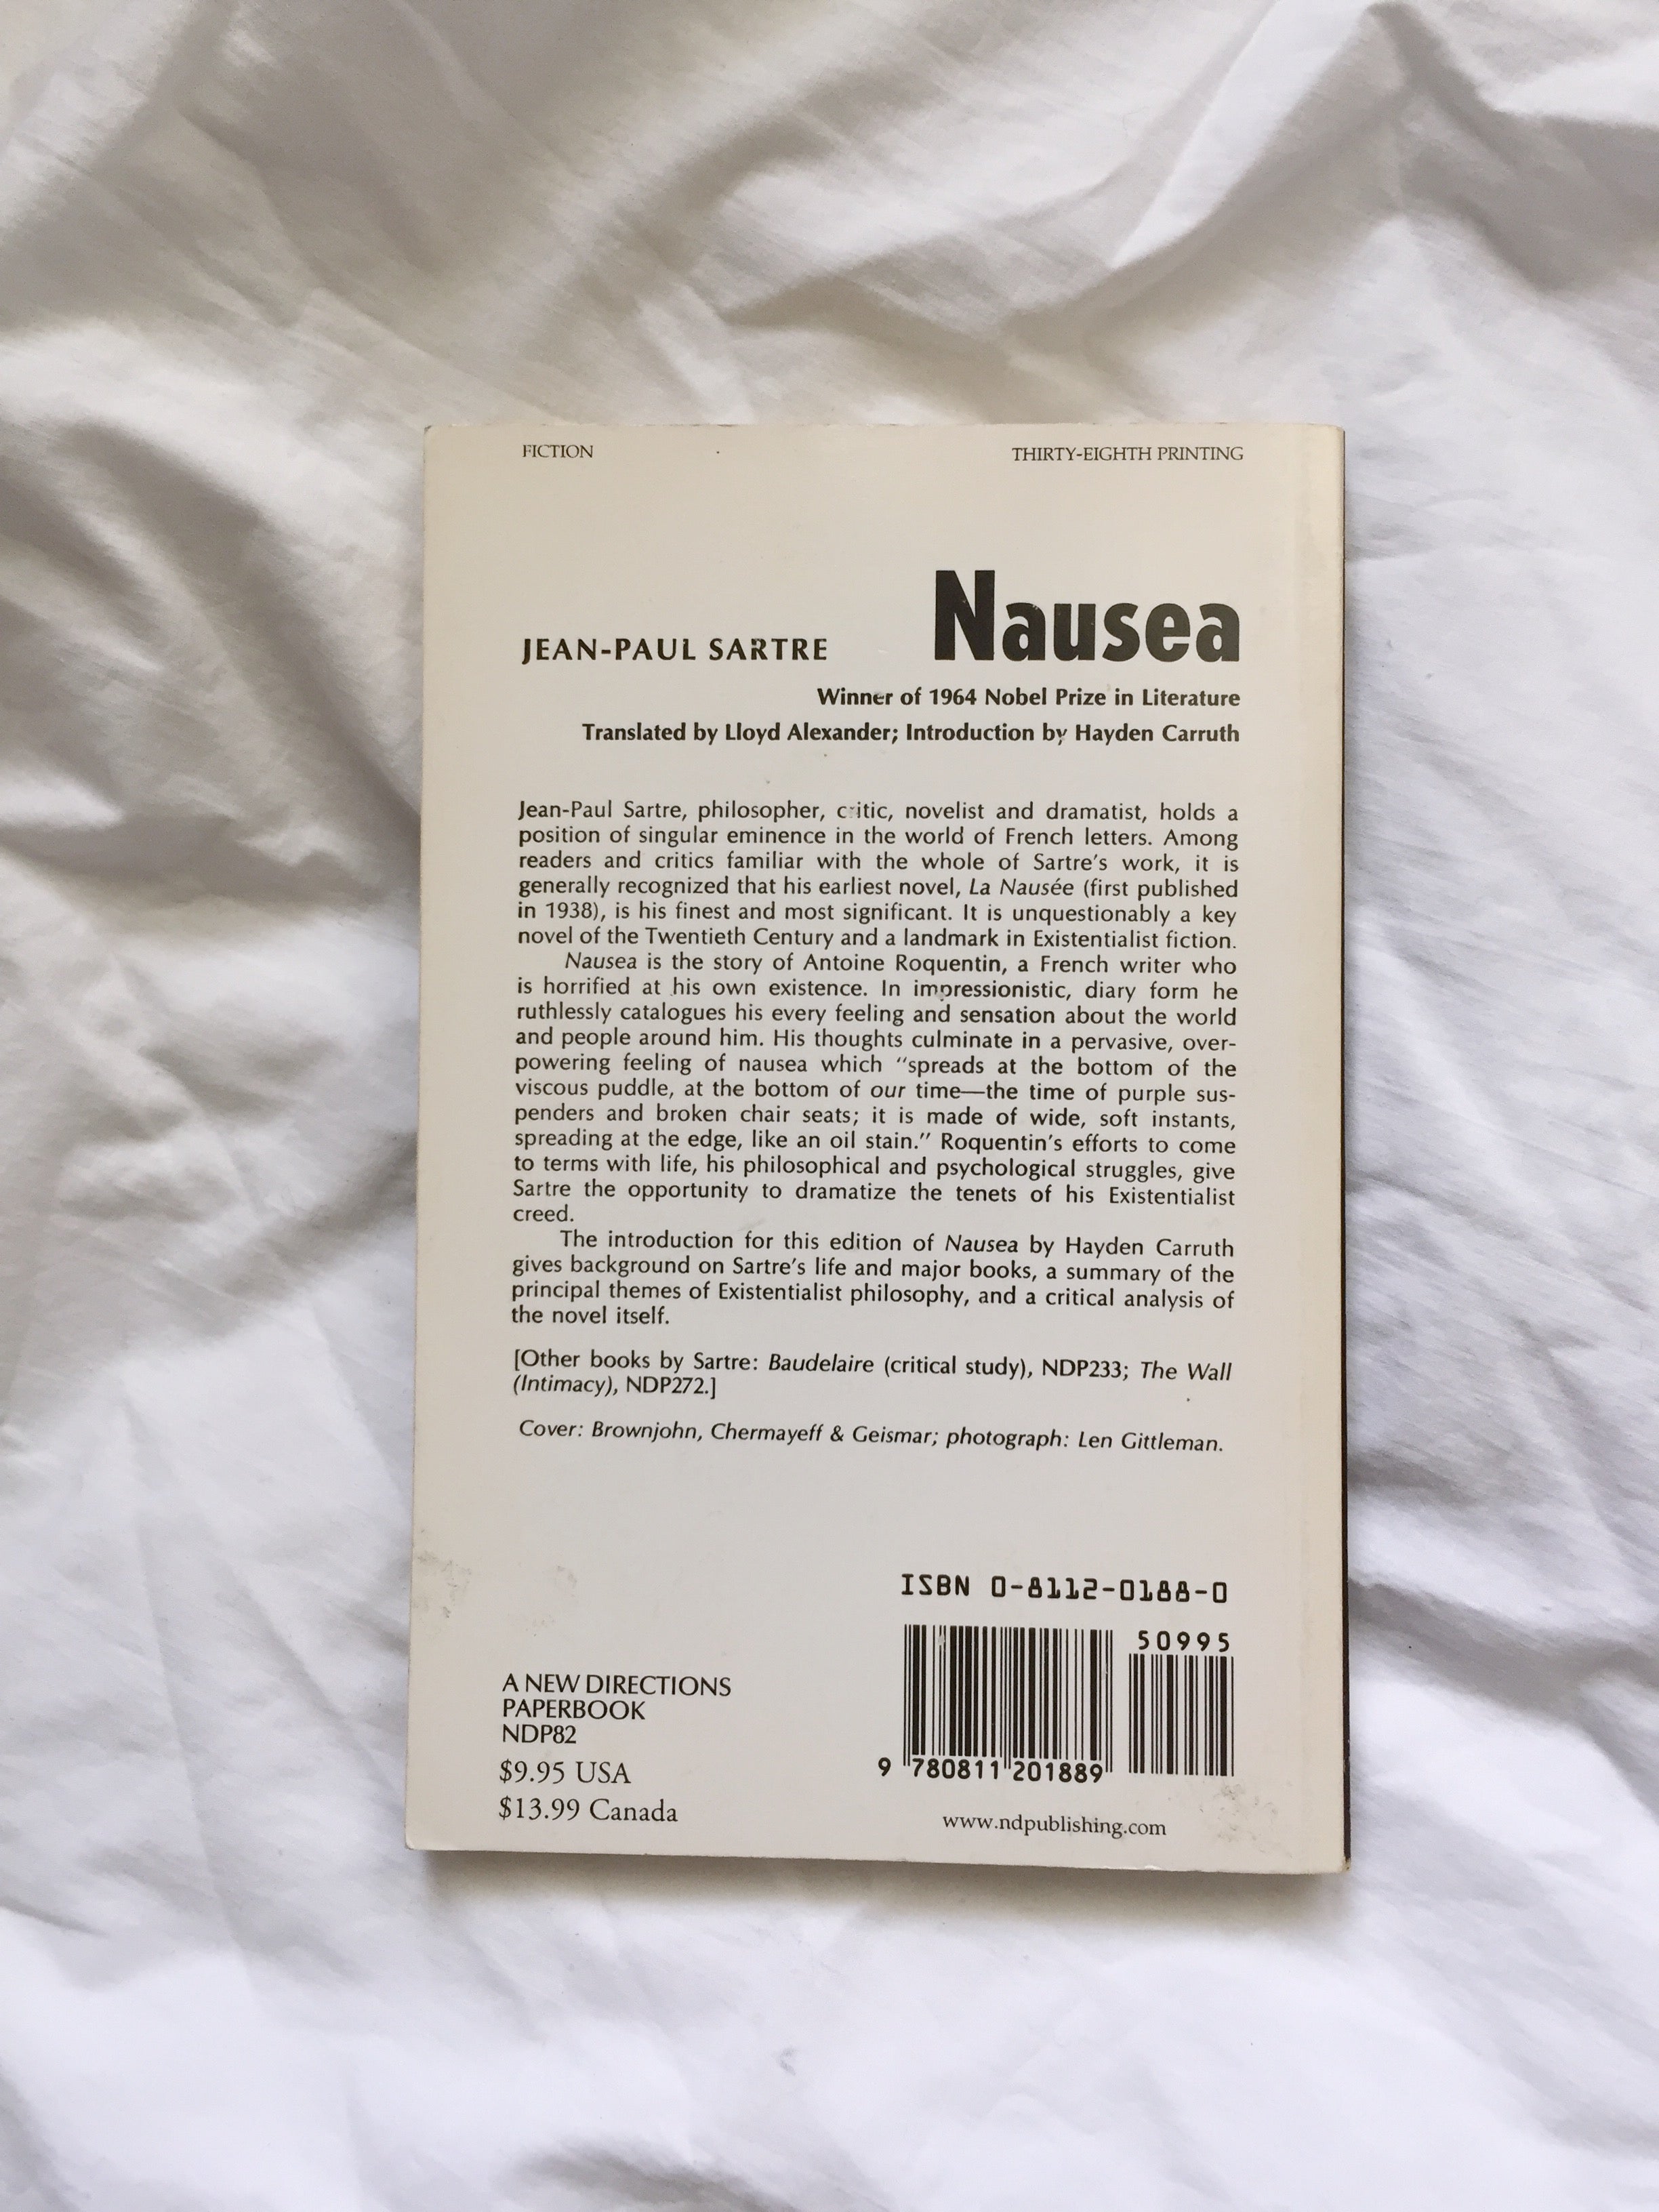 FICTION
THIRTY-EIGHTH PRINTING
Nausea
JEAN-PAUL SARTRE
Winner of 1964 Nobel Prize in Literature
Translated by Lloyd Alexander; Introduction by Hayden Carruth
Jean-Paul Sartre, philosopher, critic, novelist and dramatist, holds a
position of singular eminence in the world of French letters. Among
readers and critics familiar with the whole of Sartre's work, it is
generally recognized that his earliest novel, La Nausée (first published
in 1938), is his finest and most significant. It is unquestionably a key
novel of the Twentieth Century and a landmark in Existentialist fiction.
Nausea is the story of Antoine Roquentin, a French writer who
is horrified at his own existence. In impressionistic, diary form he
ruthlessly catalogues his every feeling and sensation about the world
and people around him. His thoughts culminate in a pervasive, over-
powering feeling of nausea which "spreads at the bottom of the
viscous puddle, at the bottom of our time—the time of purple sus-
penders and broken chair seats; it is made of wide, soft instants,
spreading at the edge, like an oil stain." Roquentin's efforts to come
to terms with life, his philosophical and psychological struggles, give
Sartre the opportunity to dramatize the tenets of his Existentialist
creed.
The introduction for this edition of Nausea by Hayden Carruth
gives background on Sartre's life and major books, a summary of the
principal themes of Existentialist philosophy, and a critical analysis of
the novel itself.
[Other books by Sartre: Baudelaire (critical study), NDP233; The Wall
(Intimacy), NDP272.]
Cover: Brownjohn, Chermayeff & Geismar; photograph: Len Gittleman.
ISBN 0-8112-0188-0
50995
9 780811 201889
www.ndpublishing.com
A NEW DIRECTIONS
PAPERBOOK
NDP82
$9.95 USA
$13.99 Canada